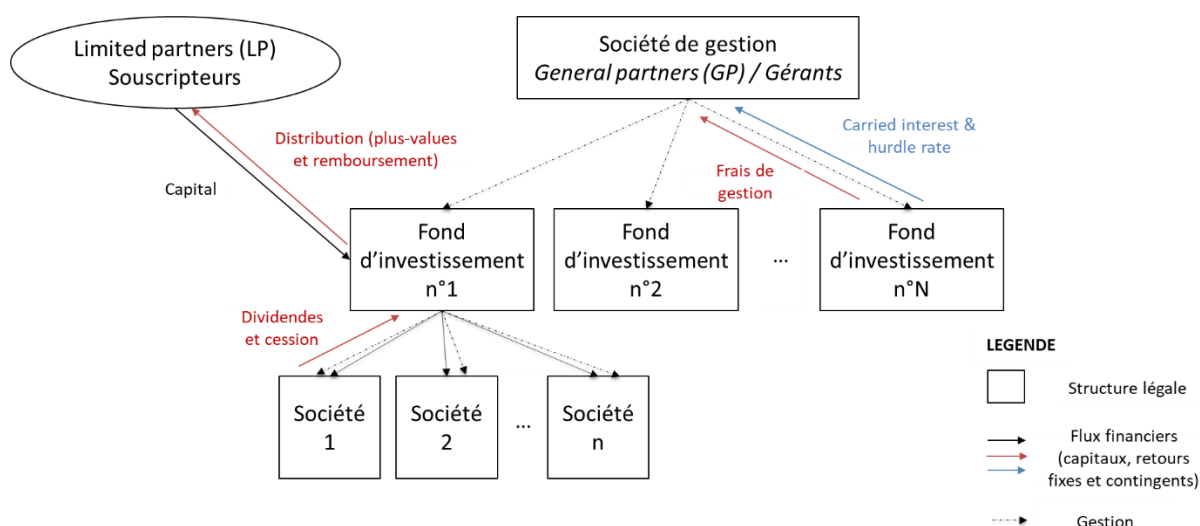 Limited partners (LP)
Souscripteurs
Société de gestion
General partners (GP) / Gérants
Distribution (plus-values
et remboursement)
Capital
Carried interest &
hurdle rate
Frais de
gestion
Fond
d’investissement
n°1
Fond
d’investissement
n°2
...
Fond
d’investissement
n°N
Dividendes
et cession
Société
1
Société
2
...
Société
n
LEGENDE
Structure légale
Flux financiers
(capitaux, retours
fixes et contingents)
Gestion